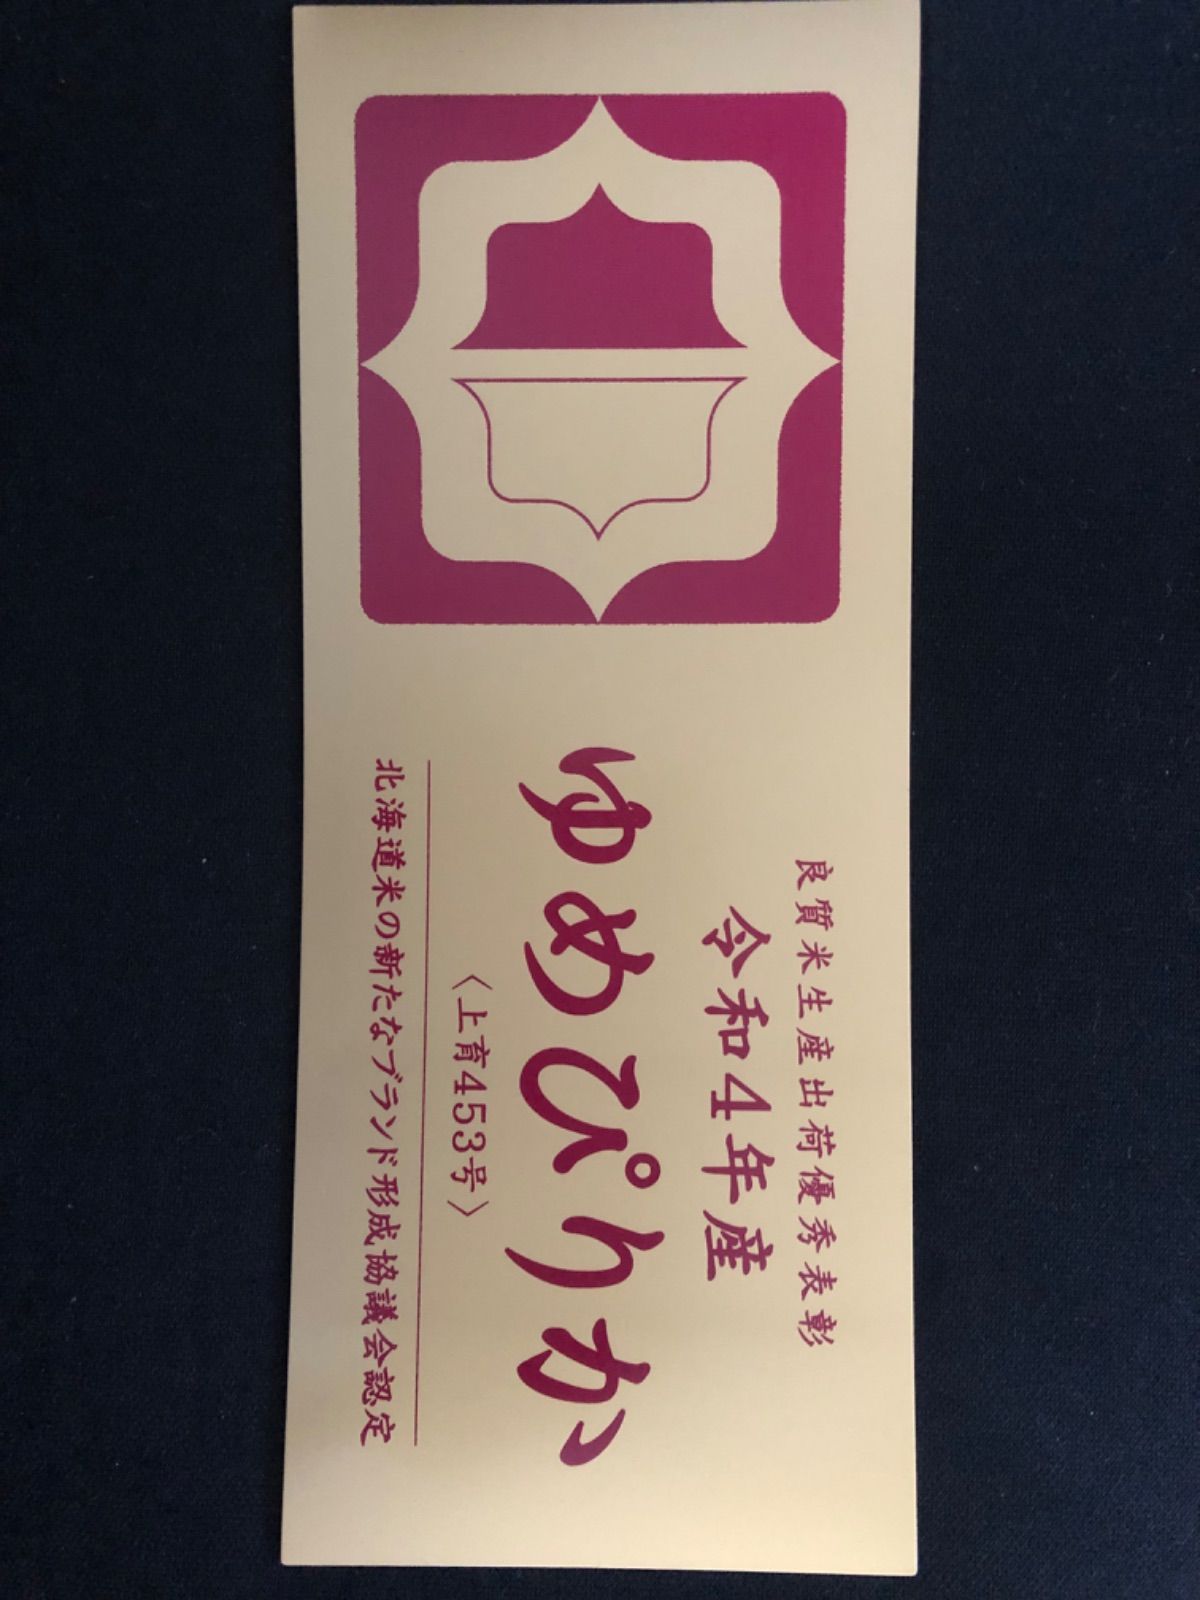 良質米生産出荷優秀表彰
令和4年産
ゆめぴりか
〈上育453号〉
北海道米の新たなブランド形成協議会認定